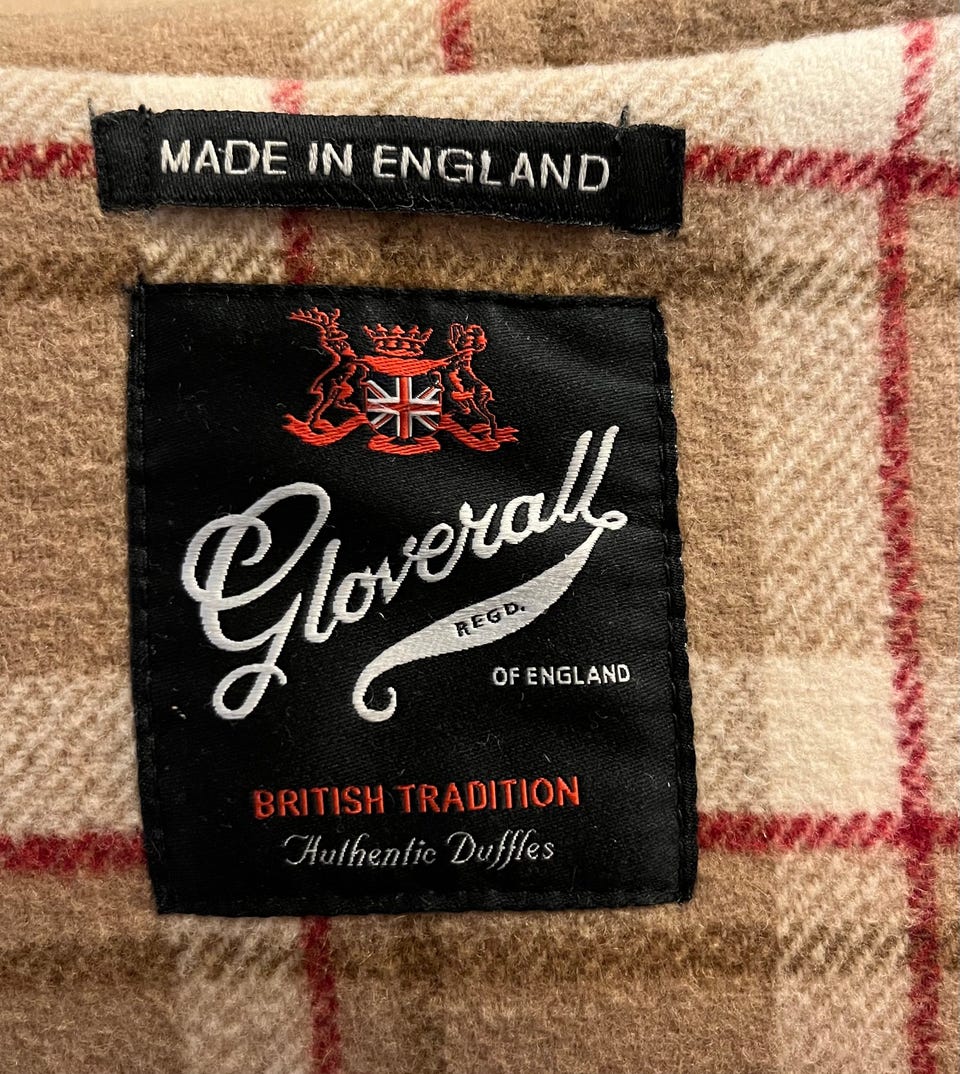 MADE IN ENGLAND
Gloverall
REGD.
OF ENGLAND
BRITISH TRADITION
Authentic Duffles